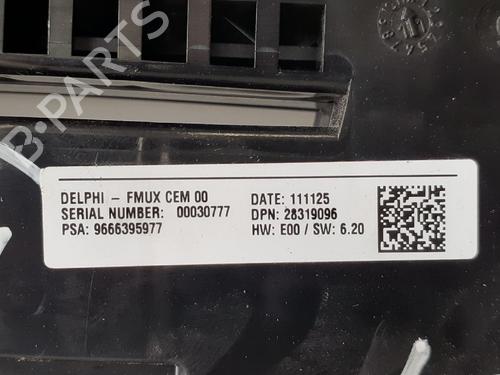 B-PARTS
DELPHI – FMUX CEM 00 DATE: 111125
SERIAL NUMBER: 00030777 DPN: 28319096
PSA: 9666395977 HW: E00 / SW: 6.20